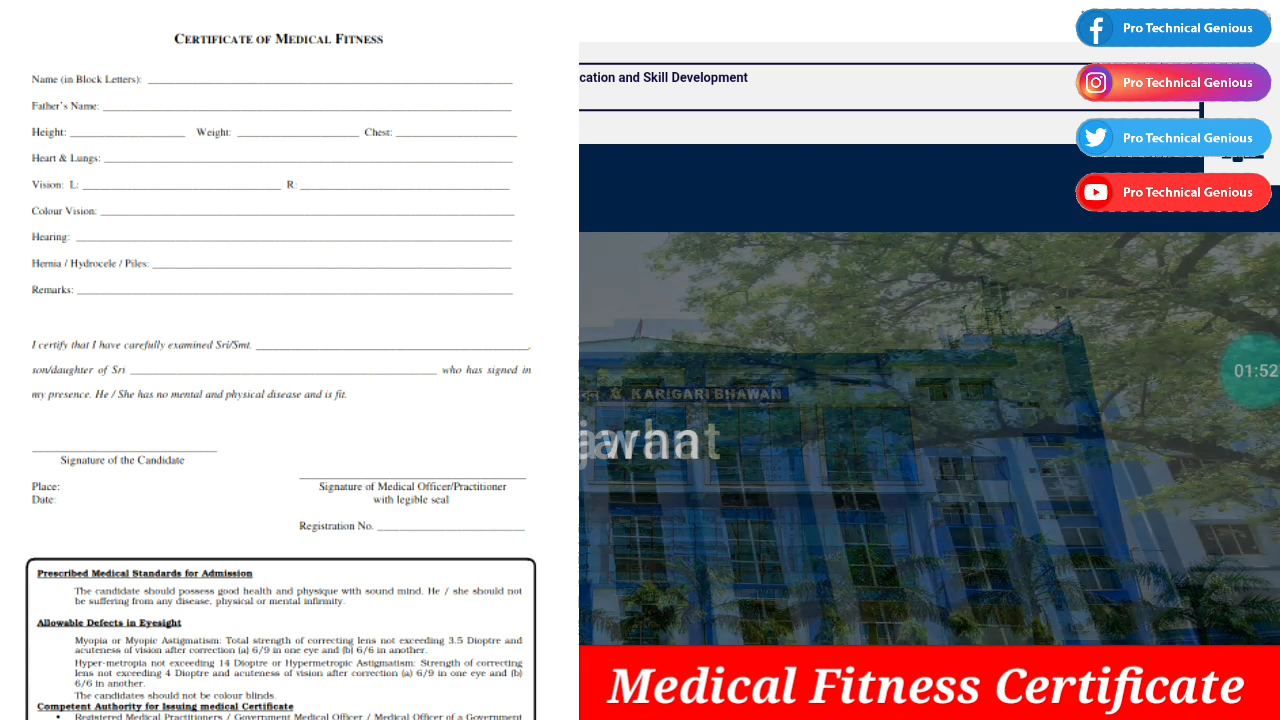 CERTIFICATE OF MEDICAL FITNESS
Name (in Block Letters):
Father's Name:
Height: Weight: Chest:
Heart & Lungs:
Vision: L: R:
Colour Vision:
Hearing:
Hernia / Hydrocele / Piles:
Remarks:
I certify that I have carefully examined Sri/Smt.
son/daughter of Sri who has signed in
my presence. He / She has no mental and physical disease and is fit.
Signature of the Candidate
Place:
Date:
Signature of Medical Officer/Practitioner
with legible seal
Registration No.
Prescribed Medical Standards for Admission
The candidate should possess good health and physique with sound mind. He / she should not
be suffering from any disease, physical or mental infirmity.
Allowable Defects in Eyesight
Myopia or Myopic Astigmatism: Total strength of correcting lens not exceeding 3.5 Dioptre and
acuteness of vision after correction (a) 6/9 in one eye and (b) 6/6 in another.
Hyper-metropia not exceeding 14 Dioptre or Hypermetropic Astigmatism: Strength of correcting
lens not exceeding 4 Dioptre and acuteness of vision after correction (a) 6/9 in one eye and (b)
6/6 in another.
The candidates should not be colour blinds.
Competent Authority for Issuing medical Certificate
• Registered Medical Practitioners / Government Medical Officer / Medical Officer of a Government
Pro Technical Genious
Pro Technical Genious
Pro Technical Genious
Pro Technical Genious
cation and Skill Development
01:52
& KARIGARI BHAWAN
Medical Fitness Certificate